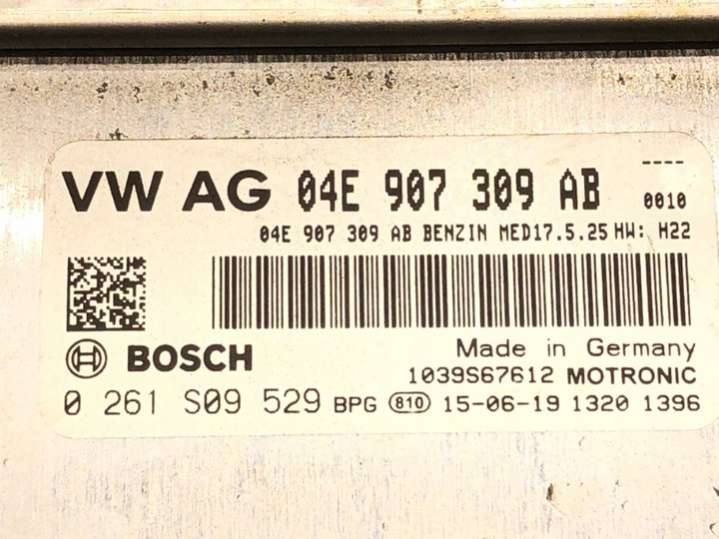 ----
VW AG 04E 907 309 AB 0010
04E 907 309 AB BENZIN MED17.5.25 HW: H22
BOSCH Made in Germany
1039S67612 MOTRONIC
0 261 S09 529 BPG 810 15-06-19 1320 1396